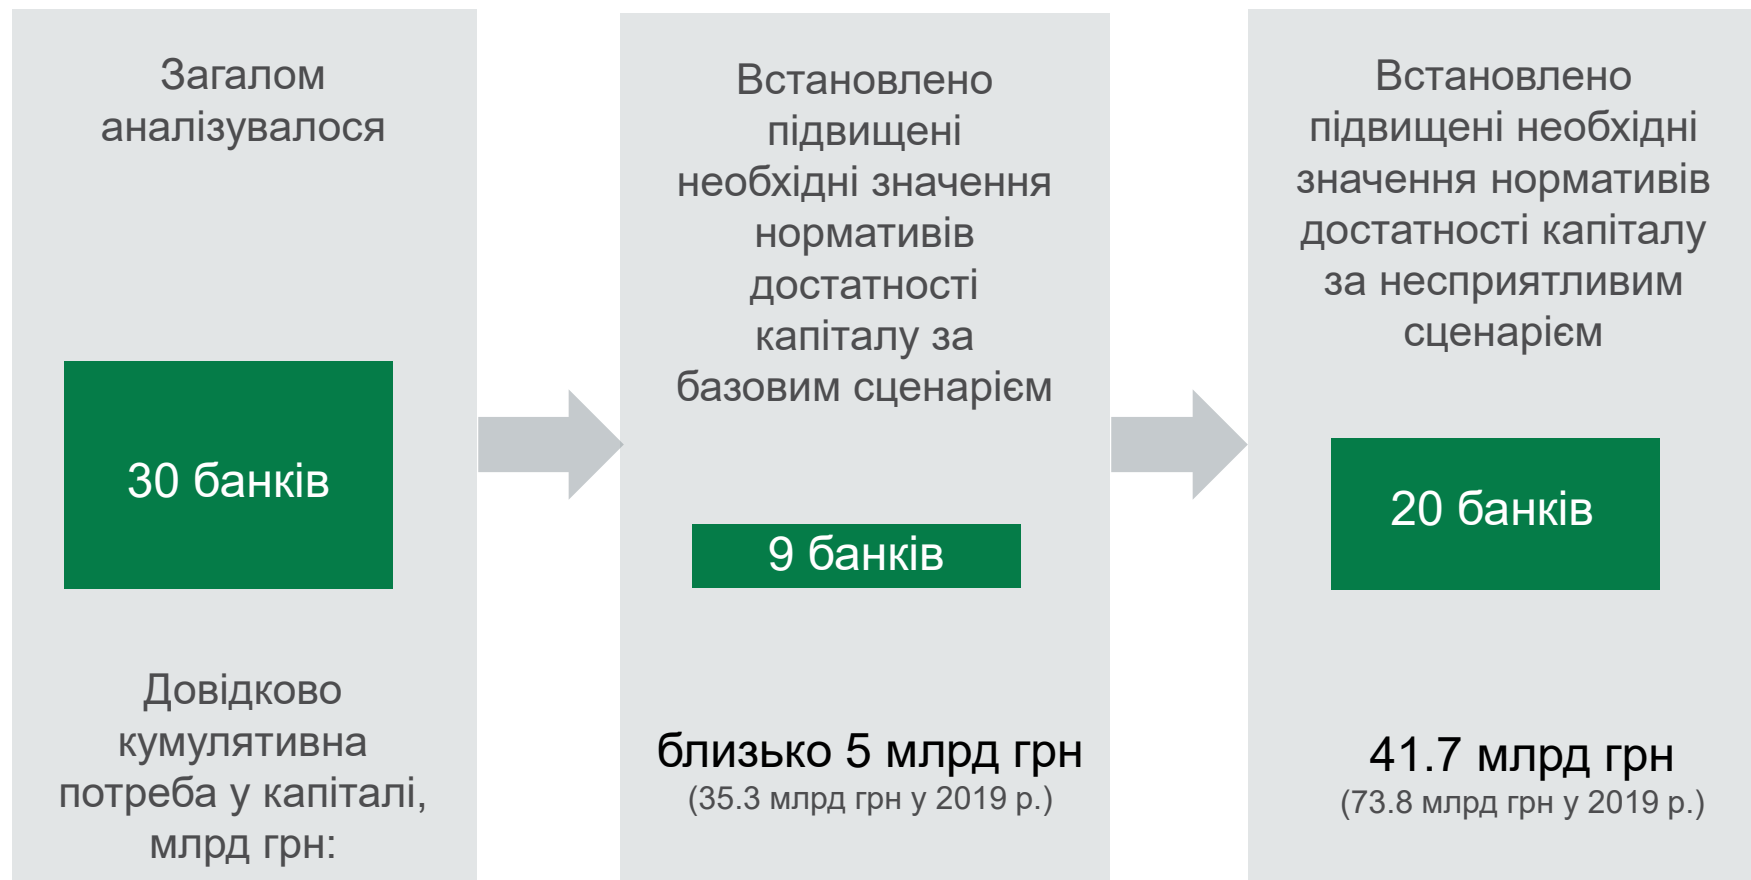 Загалом
аналізувалося
30 банків
Довідково
кумулятивна
потреба у капіталі,
млрд грн:
Встановлено
підвищені
необхідні значення
нормативів
достатності
капіталу за
базовим сценарієм
9 банків
близько 5 млрд грн
(35.3 млрд грн у 2019 р.)
Встановлено
підвищені необхідні
значення нормативів
достатності капіталу
за несприятливим
сценарієм
20 банків
41.7 млрд грн
(73.8 млрд грн у 2019 р.)